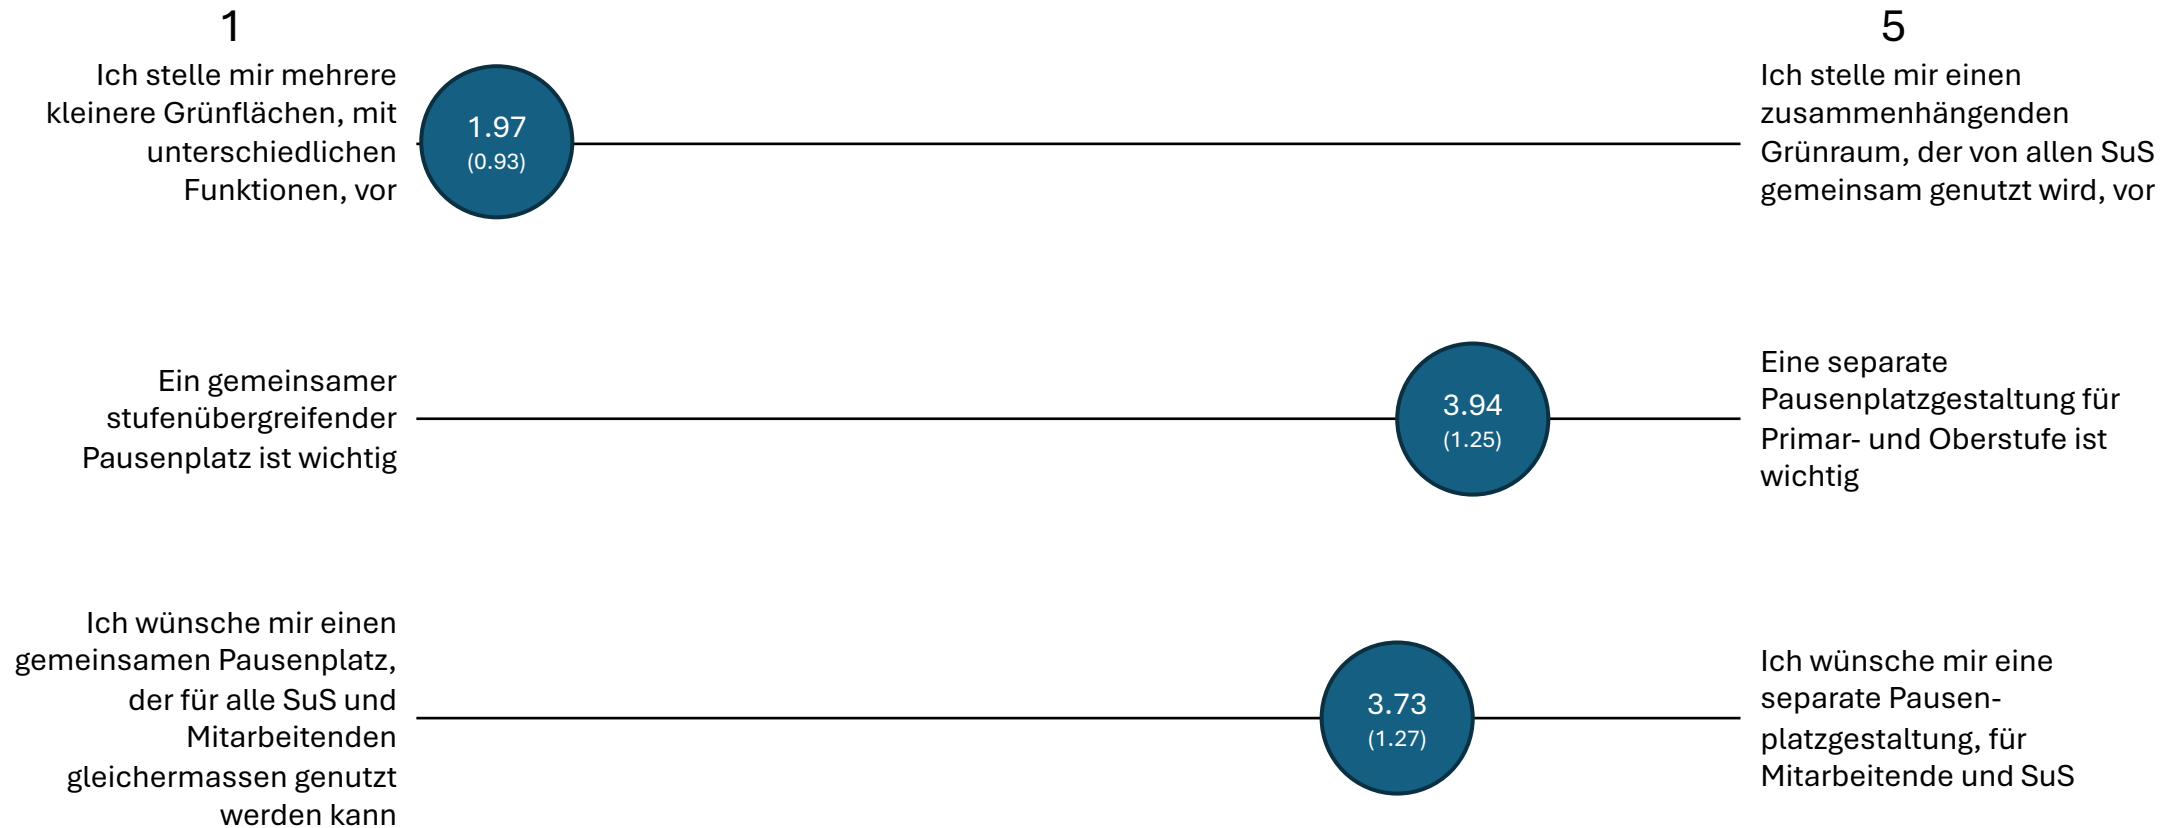 1
5
Ich stelle mir mehrere
kleinere Grünflächen, mit
unterschiedlichen
Funktionen, vor
1.97
(0.93)
Ich stelle mir einen
zusammenhängenden
Grünraum, der von allen SuS
gemeinsam genutzt wird, vor
Ein gemeinsamer
stufenübergreifender
Pausenplatz ist wichtig
3.94
(1.25)
Eine separate
Pausenplatzgestaltung für
Primar- und Oberstufe ist
wichtig
Ich wünsche mir einen
gemeinsamen Pausenplatz,
der für alle SuS und
Mitarbeitenden
gleichermassen genutzt
werden kann
3.73
(1.27)
Ich wünsche mir eine
separate Pausen-
platzgestaltung, für
Mitarbeitende und SuS